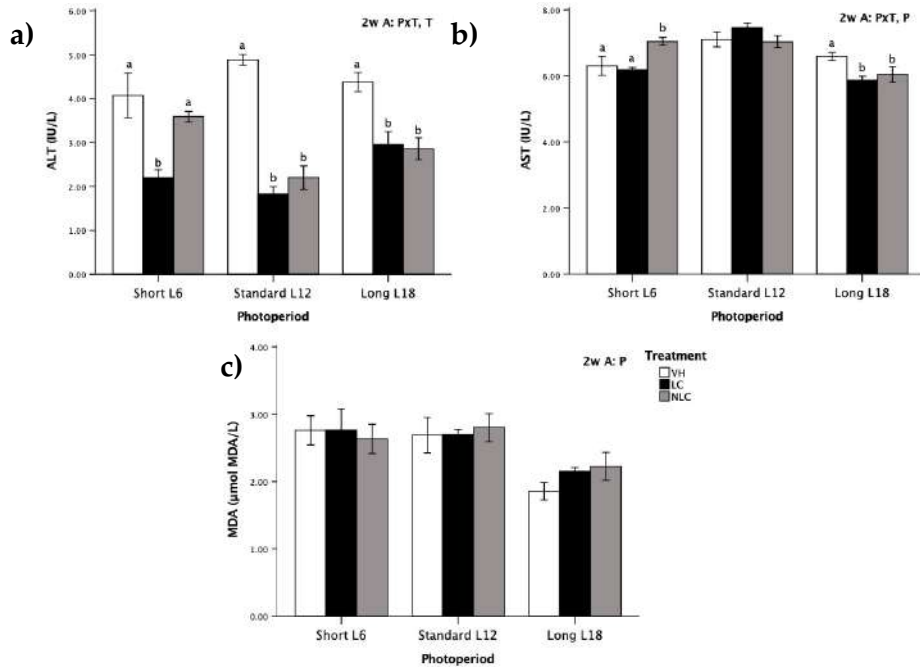 a)
2w A: PxT, T
ALT (IU/L)
6.00
5.00
4.00
3.00
2.00
1.00
0.00
a
b
a
a
b
b
a
b
b
Short L6 Standard L12 Long L18
Photoperiod
b)
2w A: PxT, P
AST (IU/L)
8.00
6.00
4.00
2.00
0.00
a
a
b
a
b
b
Short L6 Standard L12 Long L18
Photoperiod
c)
2w A: P
MDA (µmol MDA/L)
4.00
3.00
2.00
1.00
0.00
Short L6 Standard L12 Long L18
Photoperiod
Treatment
VH
LC
NLC